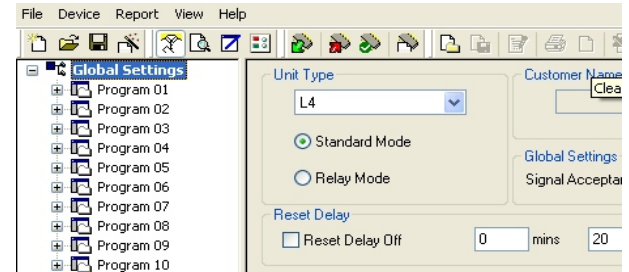 File Device Report View Help
Global Settings
Program 01
Program 02
Program 03
Program 04
Program 05
Program 06
Program 07
Program 08
Program 09
Program 10
Unit Type
L4
Standard Mode
Relay Mode
Customer Name
Clea
Global Settings
Signal Acceptan
Reset Delay
Reset Delay Off 0 mins 20